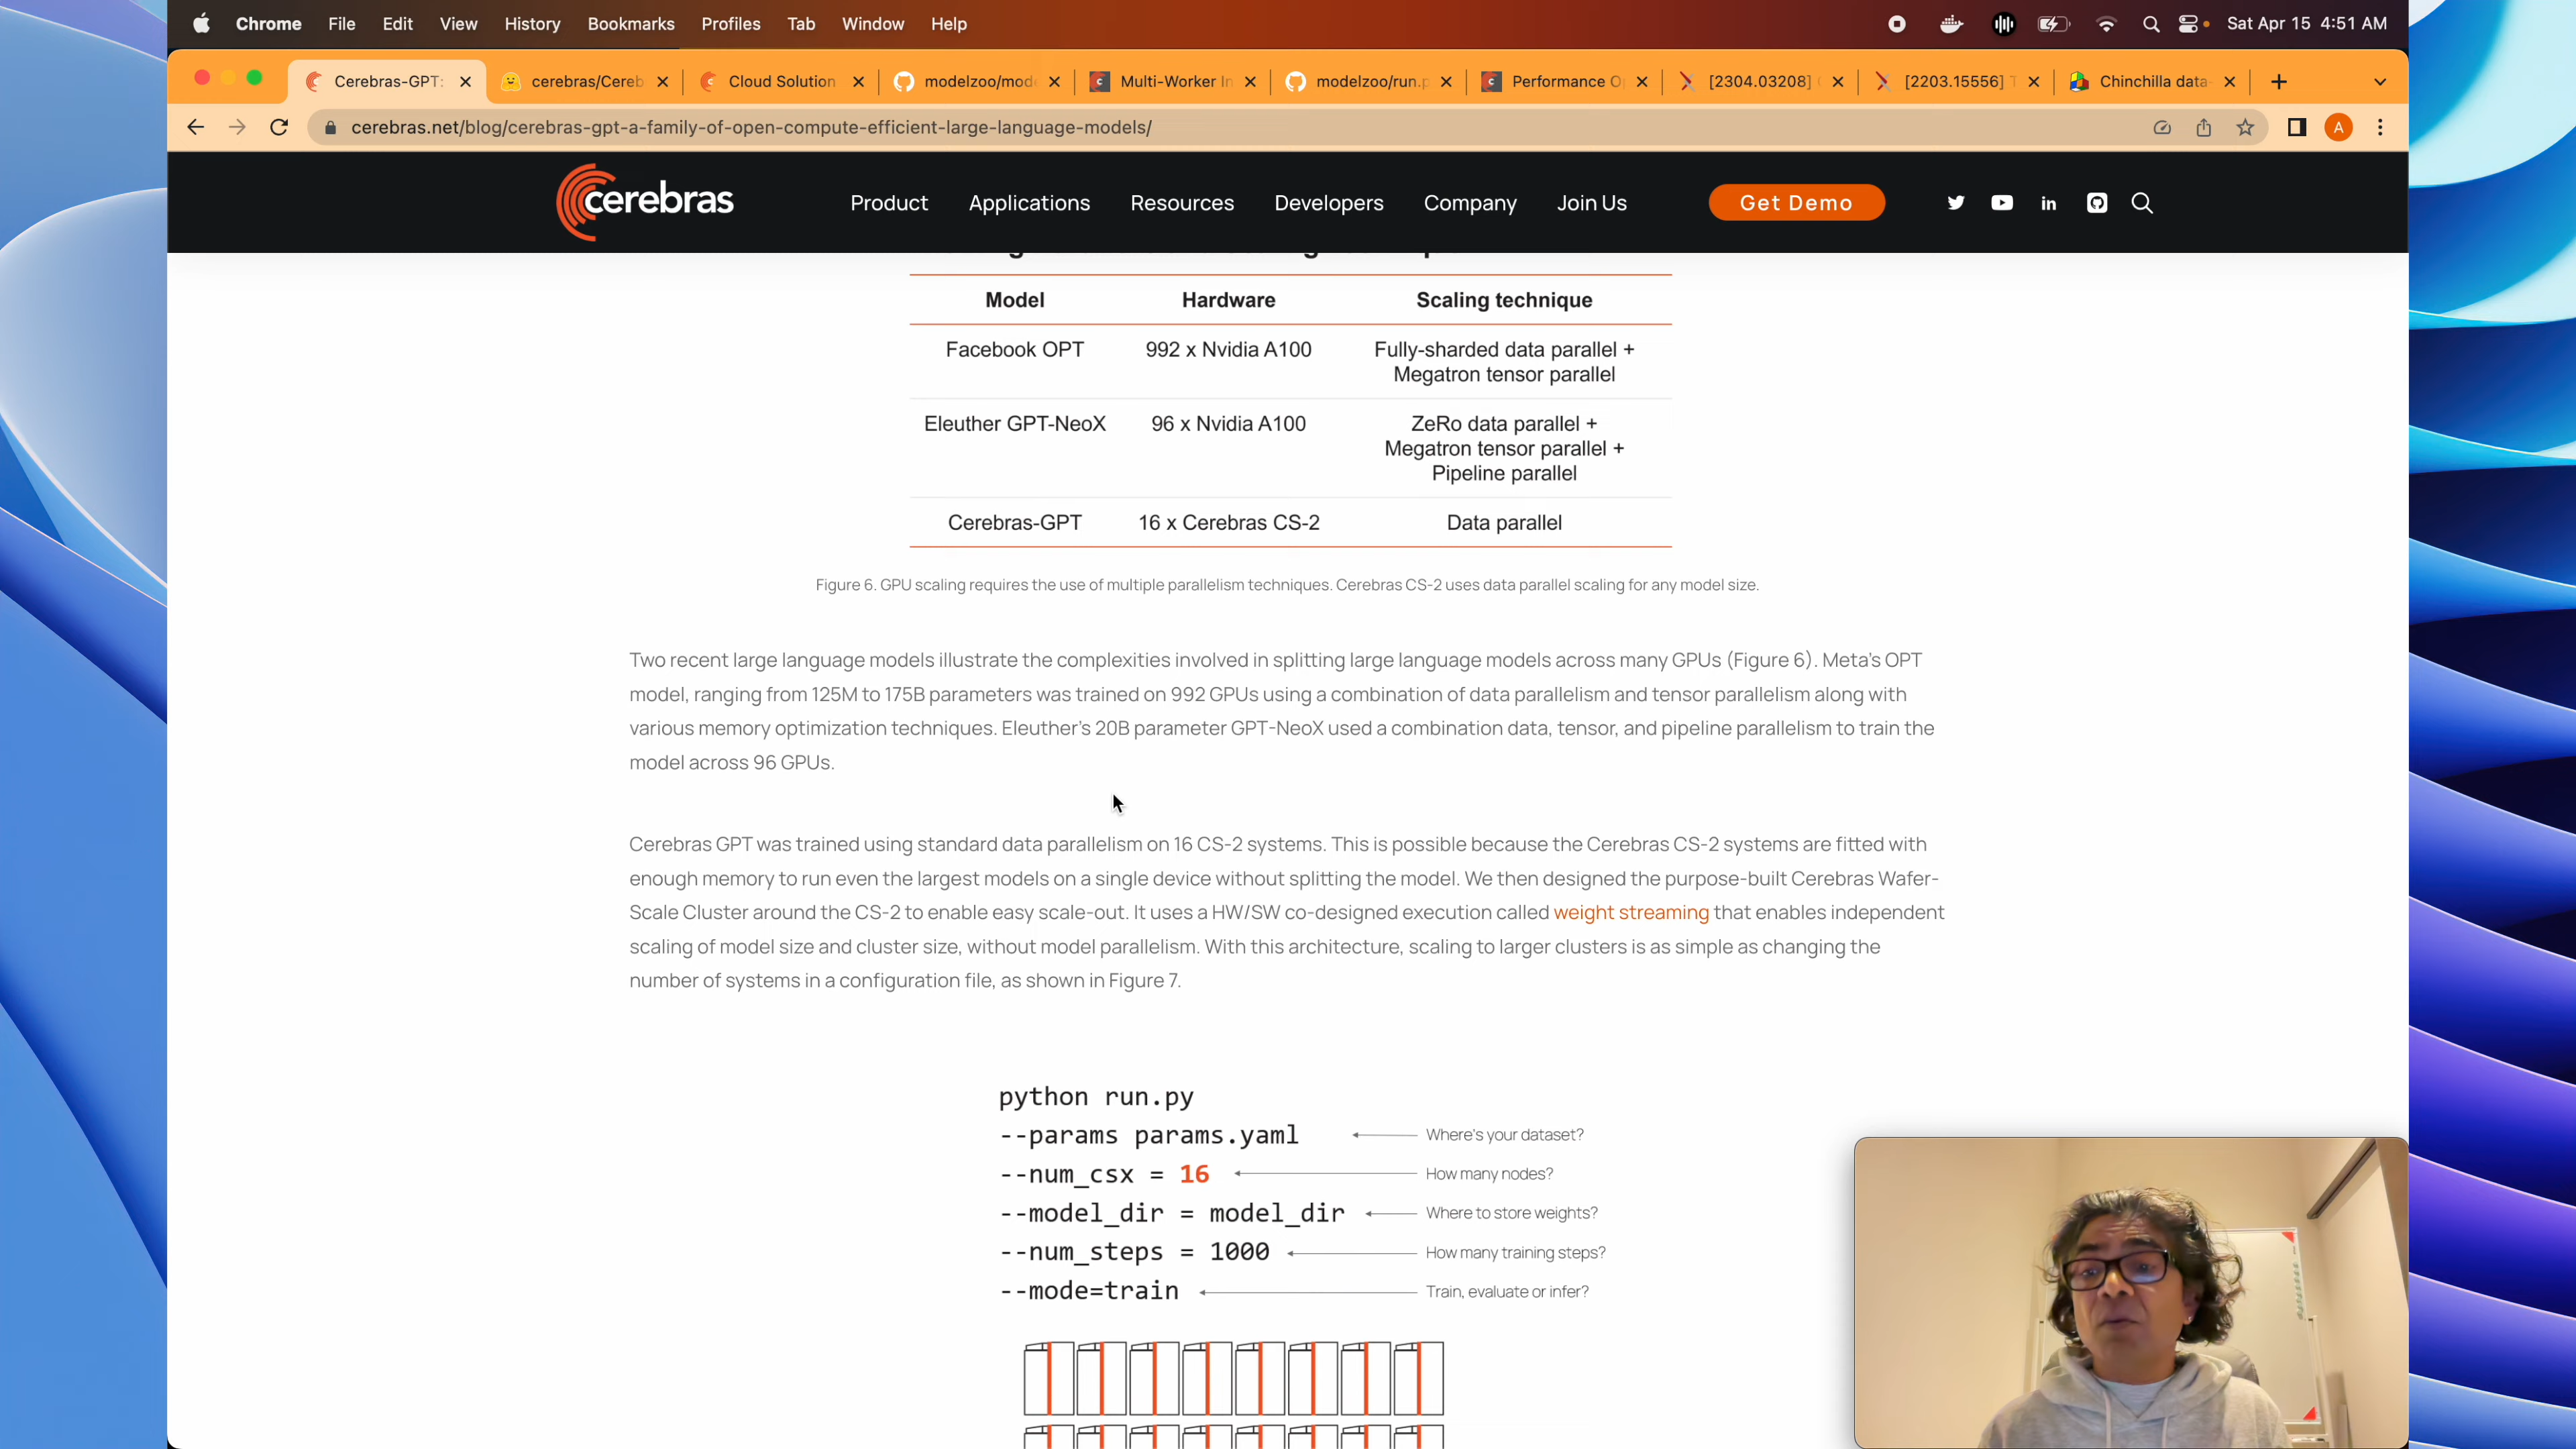 Chrome File Edit View History Bookmarks Profiles Tab Window Help Sat Apr 15 4:51 AM
Cerebras-GPT: cerebras/Cereb Cloud Solution modelzoo/mode Multi-Worker In modelzoo/run.p Performance O [2304.03208] [2203.15556] T Chinchilla data-
cerebras.net/blog/cerebras-gpt-a-family-of-open-compute-efficient-large-language-models/ A
cerebras Product Applications Resources Developers Company Join Us Get Demo in
Model Hardware Scaling technique
Facebook OPT 992 x Nvidia A100 Fully-sharded data parallel +
Megatron tensor parallel
Eleuther GPT-NeoX 96 x Nvidia A100 ZeRo data parallel +
Megatron tensor parallel +
Pipeline parallel
Cerebras-GPT 16 x Cerebras CS-2 Data parallel
Figure 6. GPU scaling requires the use of multiple parallelism techniques. Cerebras CS-2 uses data parallel scaling for any model size.
Two recent large language models illustrate the complexities involved in splitting large language models across many GPUs (Figure 6). Meta's OPT
model, ranging from 125M to 175B parameters was trained on 992 GPUs using a combination of data parallelism and tensor parallelism along with
various memory optimization techniques. Eleuther's 20B parameter GPT-NeoX used a combination data, tensor, and pipeline parallelism to train the
model across 96 GPUs.
Cerebras GPT was trained using standard data parallelism on 16 CS-2 systems. This is possible because the Cerebras CS-2 systems are fitted with
enough memory to run even the largest models on a single device without splitting the model. We then designed the purpose-built Cerebras Wafer-
Scale Cluster around the CS-2 to enable easy scale-out. It uses a HW/SW co-designed execution called weight streaming that enables independent
scaling of model size and cluster size, without model parallelism. With this architecture, scaling to larger clusters is as simple as changing the
number of systems in a configuration file, as shown in Figure 7.
python run.py
--params params.yaml Where's your dataset?
--num_csx = 16 How many nodes?
--model_dir = model_dir Where to store weights?
--num_steps = 1000 How many training steps?
--mode=train Train, evaluate or infer?